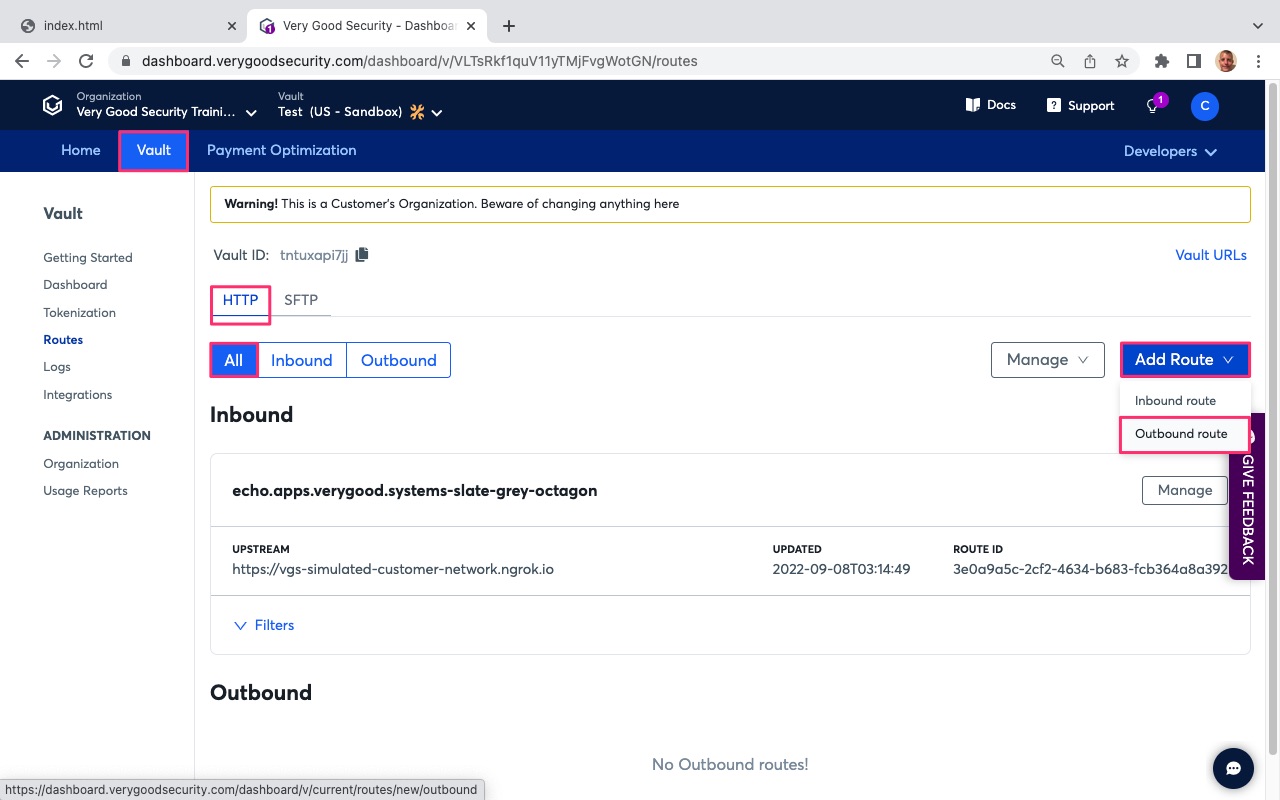 index.html
Very Good Security - Dashboa
dashboard.verygoodsecurity.com/dashboard/v/VLTsRkf1quV11yTMjFvgWotGN/routes
Organization
Very Good Security Traini...
Vault
Test (US - Sandbox)
Docs
Support
1
C
Home
Vault
Payment Optimization
Developers
Vault
Getting Started
Dashboard
Tokenization
Routes
Logs
Integrations
ADMINISTRATION
Organization
Usage Reports
Warning! This is a Customer's Organization. Beware of changing anything here
Vault ID: tntuxapi7jj
Vault URLs
HTTP
SFTP
All
Inbound
Outbound
Manage
Add Route
Inbound route
Outbound route
Inbound
echo.apps.verygood.systems-slate-grey-octagon
Manage
UPSTREAM
https://vgs-simulated-customer-network.ngrok.io
UPDATED
2022-09-08T03:14:49
ROUTE ID
3e0a9a5c-2cf2-4634-b683-fcb364a8a392
Filters
GIVE FEEDBACK
Outbound
No Outbound routes!
https://dashboard.verygoodsecurity.com/dashboard/v/current/routes/new/outbound